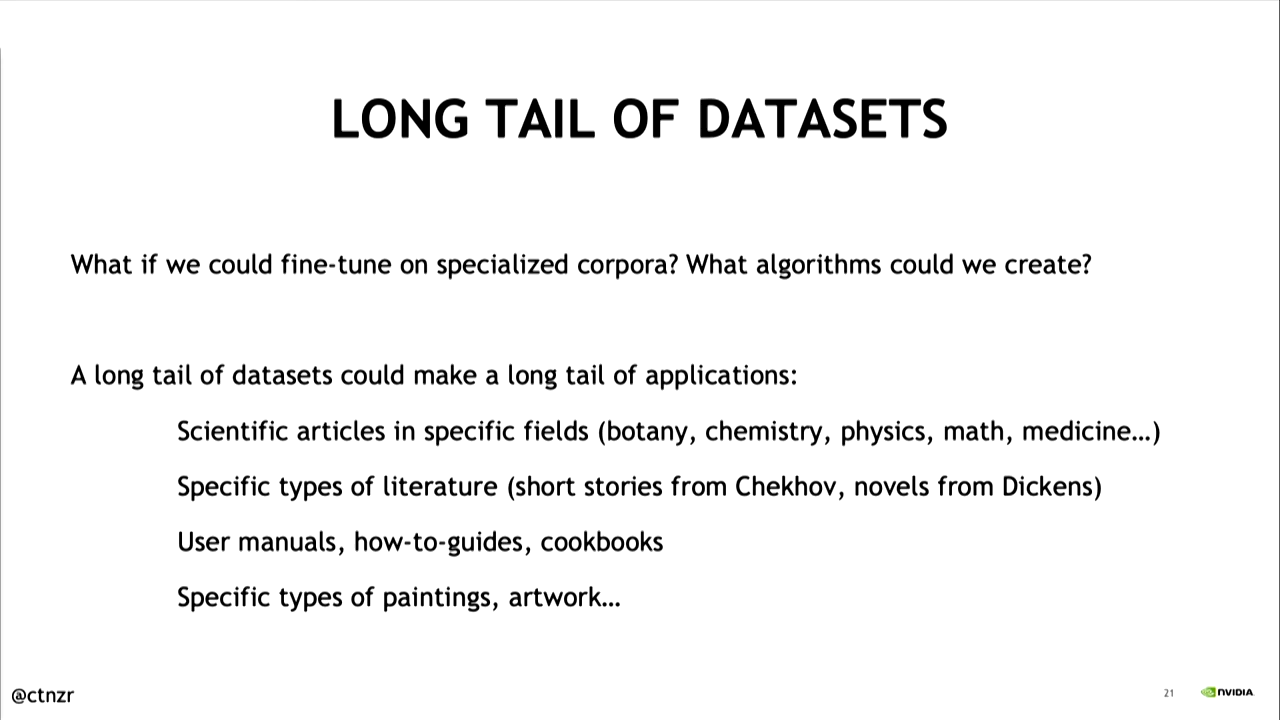 LONG TAIL OF DATASETS
What if we could fine-tune on specialized corpora? What algorithms could we create?
A long tail of datasets could make a long tail of applications:
Scientific articles in specific fields (botany, chemistry, physics, math, medicine…)
Specific types of literature (short stories from Chekhov, novels from Dickens)
User manuals, how-to-guides, cookbooks
Specific types of paintings, artwork…
@ctnzr
21
NVIDIA